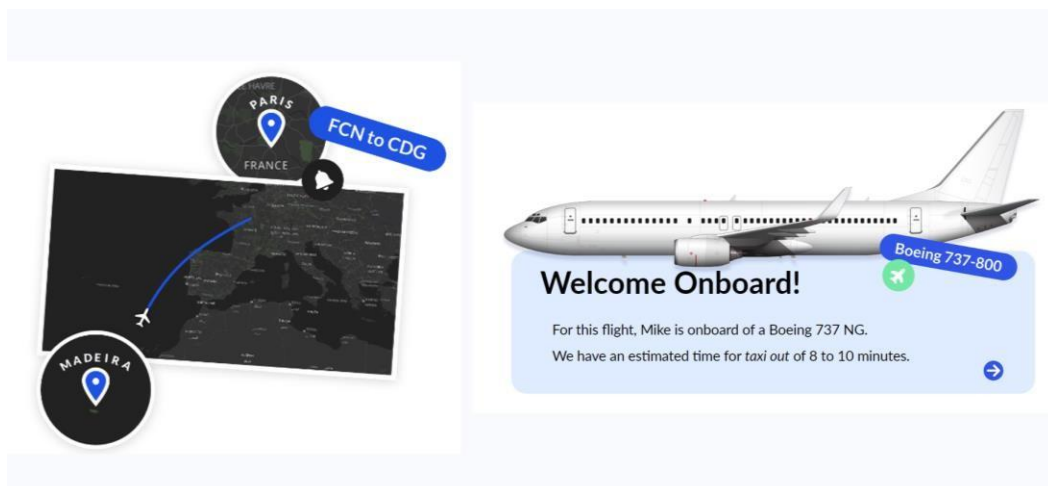 LE HAVRE
PARIS
FRANCE
FCN to CDG
MADEIRA
Boeing 737-800
Welcome Onboard!
For this flight, Mike is onboard of a Boeing 737 NG.
We have an estimated time for taxi out of 8 to 10 minutes.